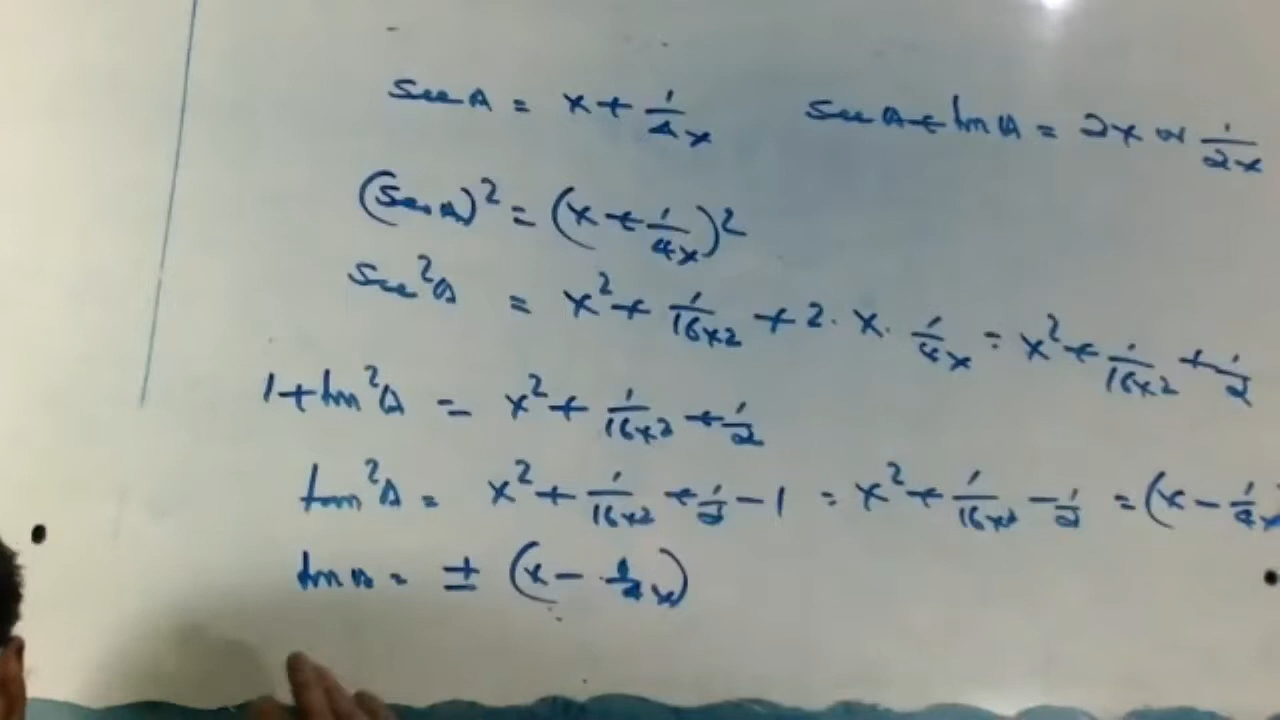 sec A = x + 1/4x    sec A + tan A = 2x or 1/2x
(sec A)² = (x + 1/4x)²
sec²A = x² + 1/16x² + 2 · x · 1/4x = x² + 1/16x² + 1/2
1 + tan²A = x² + 1/16x² + 1/2
tan²A = x² + 1/16x² + 1/2 - 1 = x² + 1/16x² - 1/2 = (x - 1/4x
tan A = ± (x - 1/4x)